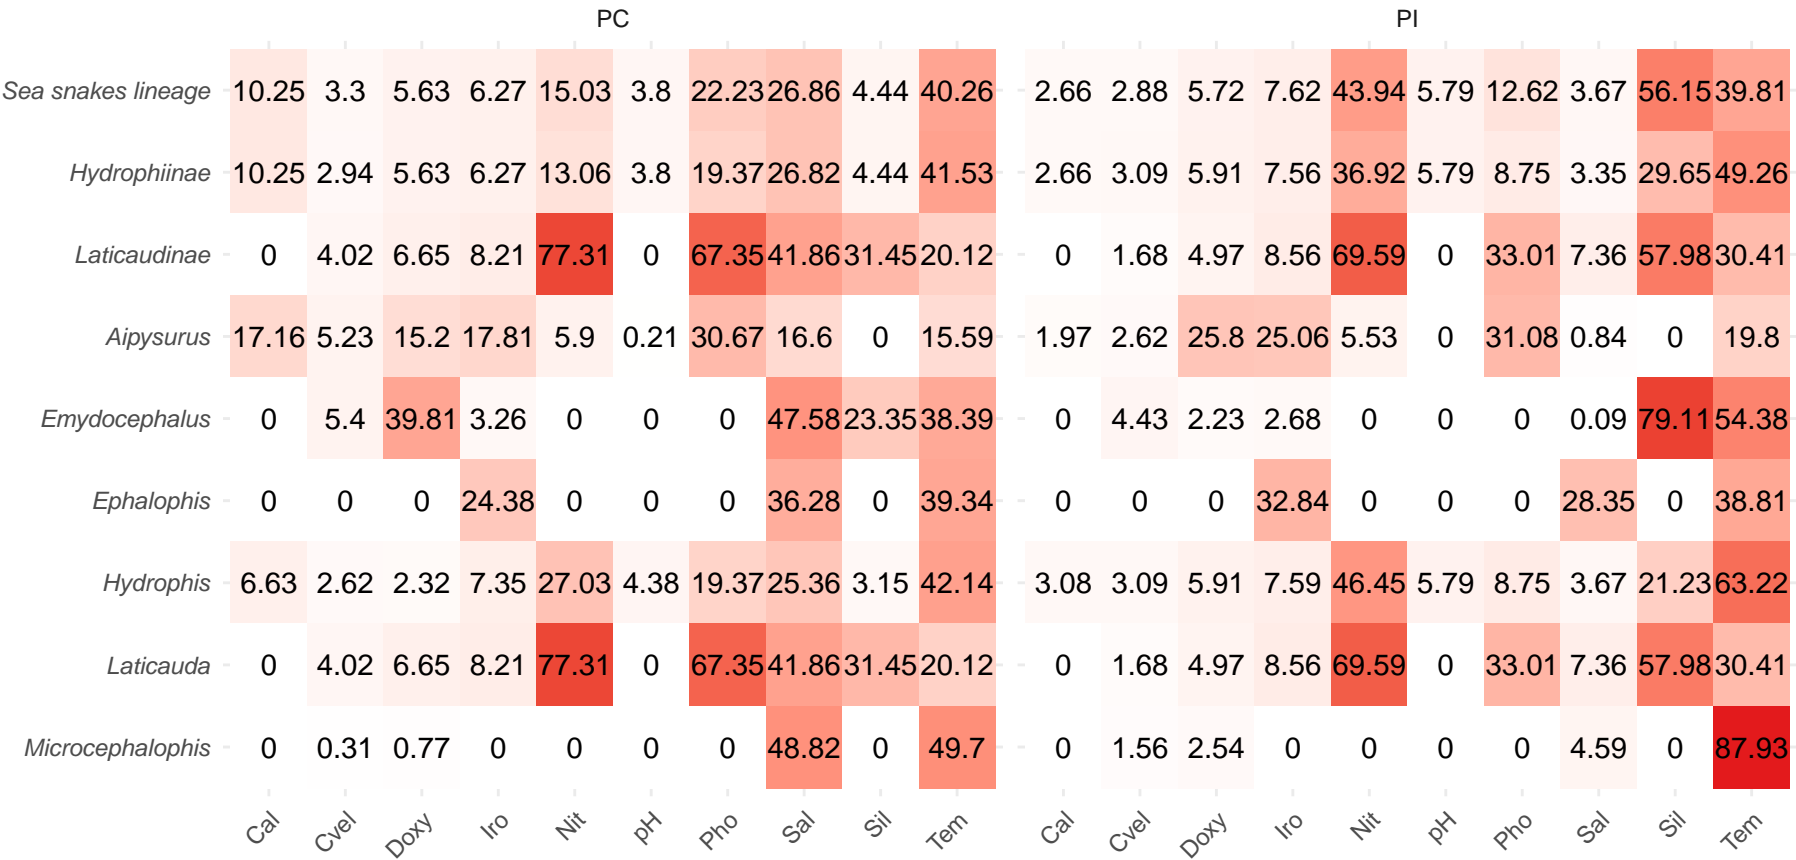 PC PI
Sea snakes lineage 10.25 3.3 5.63 6.27 15.03 3.8 22.23 26.86 4.44 40.26 2.66 2.88 5.72 7.62 43.94 5.79 12.62 3.67 56.15 39.81
Hydrophiinae 10.25 2.94 5.63 6.27 13.06 3.8 19.37 26.82 4.44 41.53 2.66 3.09 5.91 7.56 36.92 5.79 8.75 3.35 29.65 49.26
Laticaudinae 0 4.02 6.65 8.21 77.31 0 67.35 41.86 31.45 20.12 0 1.68 4.97 8.56 69.59 0 33.01 7.36 57.98 30.41
Aipysurus 17.16 5.23 15.2 17.81 5.9 0.21 30.67 16.6 0 15.59 1.97 2.62 25.8 25.06 5.53 0 31.08 0.84 0 19.8
Emydocephalus 0 5.4 39.81 3.26 0 0 0 47.58 23.35 38.39 0 4.43 2.23 2.68 0 0 0 0.09 79.11 54.38
Ephalophis 0 0 0 24.38 0 0 0 36.28 0 39.34 0 0 0 32.84 0 0 0 28.35 0 38.81
Hydrophis 6.63 2.62 2.32 7.35 27.03 4.38 19.37 25.36 3.15 42.14 3.08 3.09 5.91 7.59 46.45 5.79 8.75 3.67 21.23 63.22
Laticauda 0 4.02 6.65 8.21 77.31 0 67.35 41.86 31.45 20.12 0 1.68 4.97 8.56 69.59 0 33.01 7.36 57.98 30.41
Microcephalophis 0 0.31 0.77 0 0 0 0 48.82 0 49.7 0 1.56 2.54 0 0 0 0 4.59 0 87.93
Cal Cvel Doxy Iro Nit pH Pho Sal Sil Tem Cal Cvel Doxy Iro Nit pH Pho Sal Sil Tem